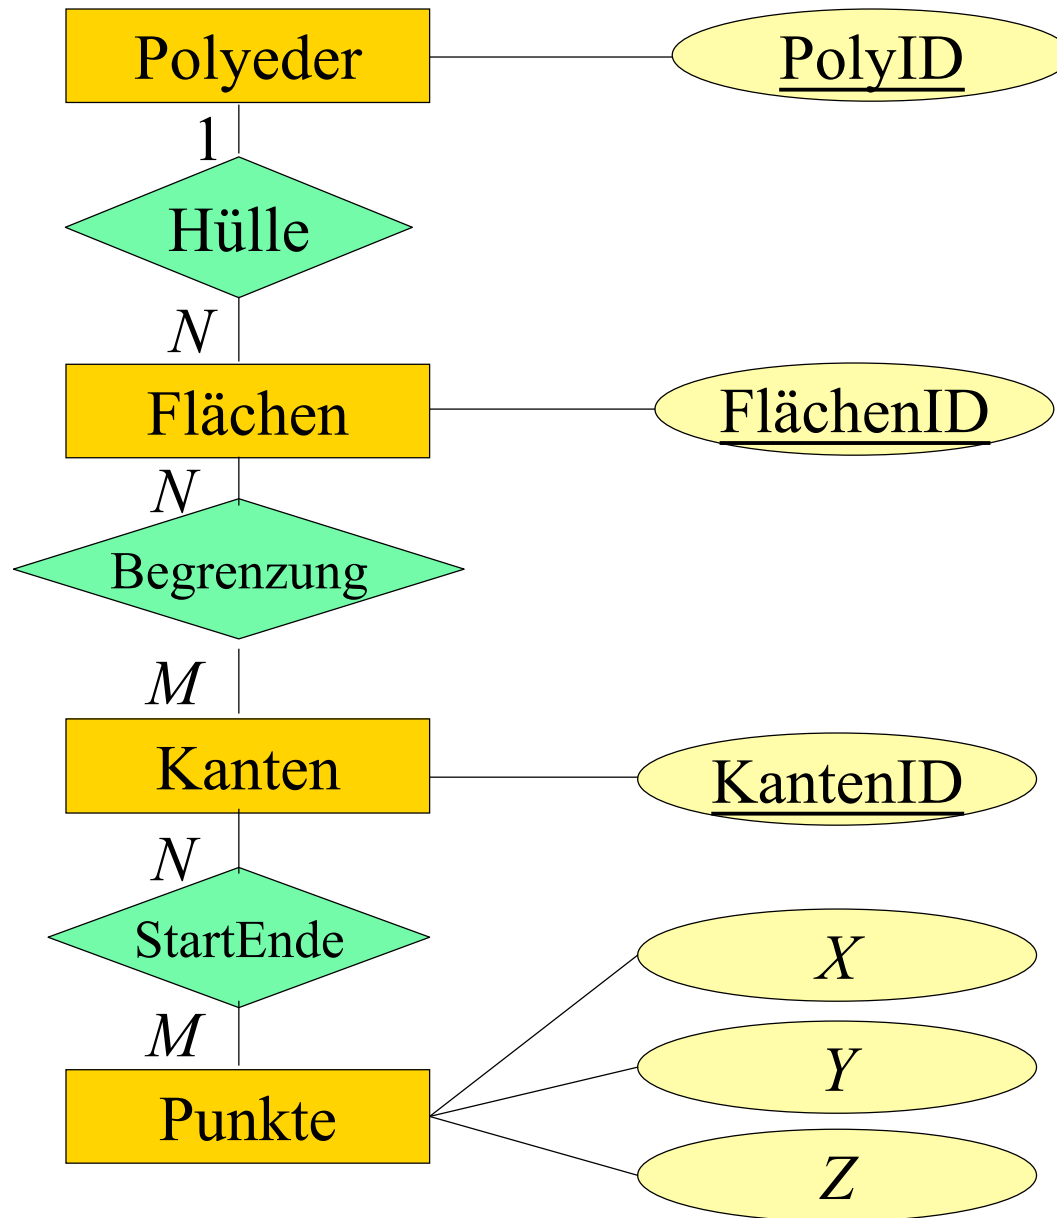 Polyeder
PolyID
1
Hülle
N
Flächen
FlächenID
N
Begrenzung
M
Kanten
KantenID
N
StartEnde
X
M
Y
Punkte
Z